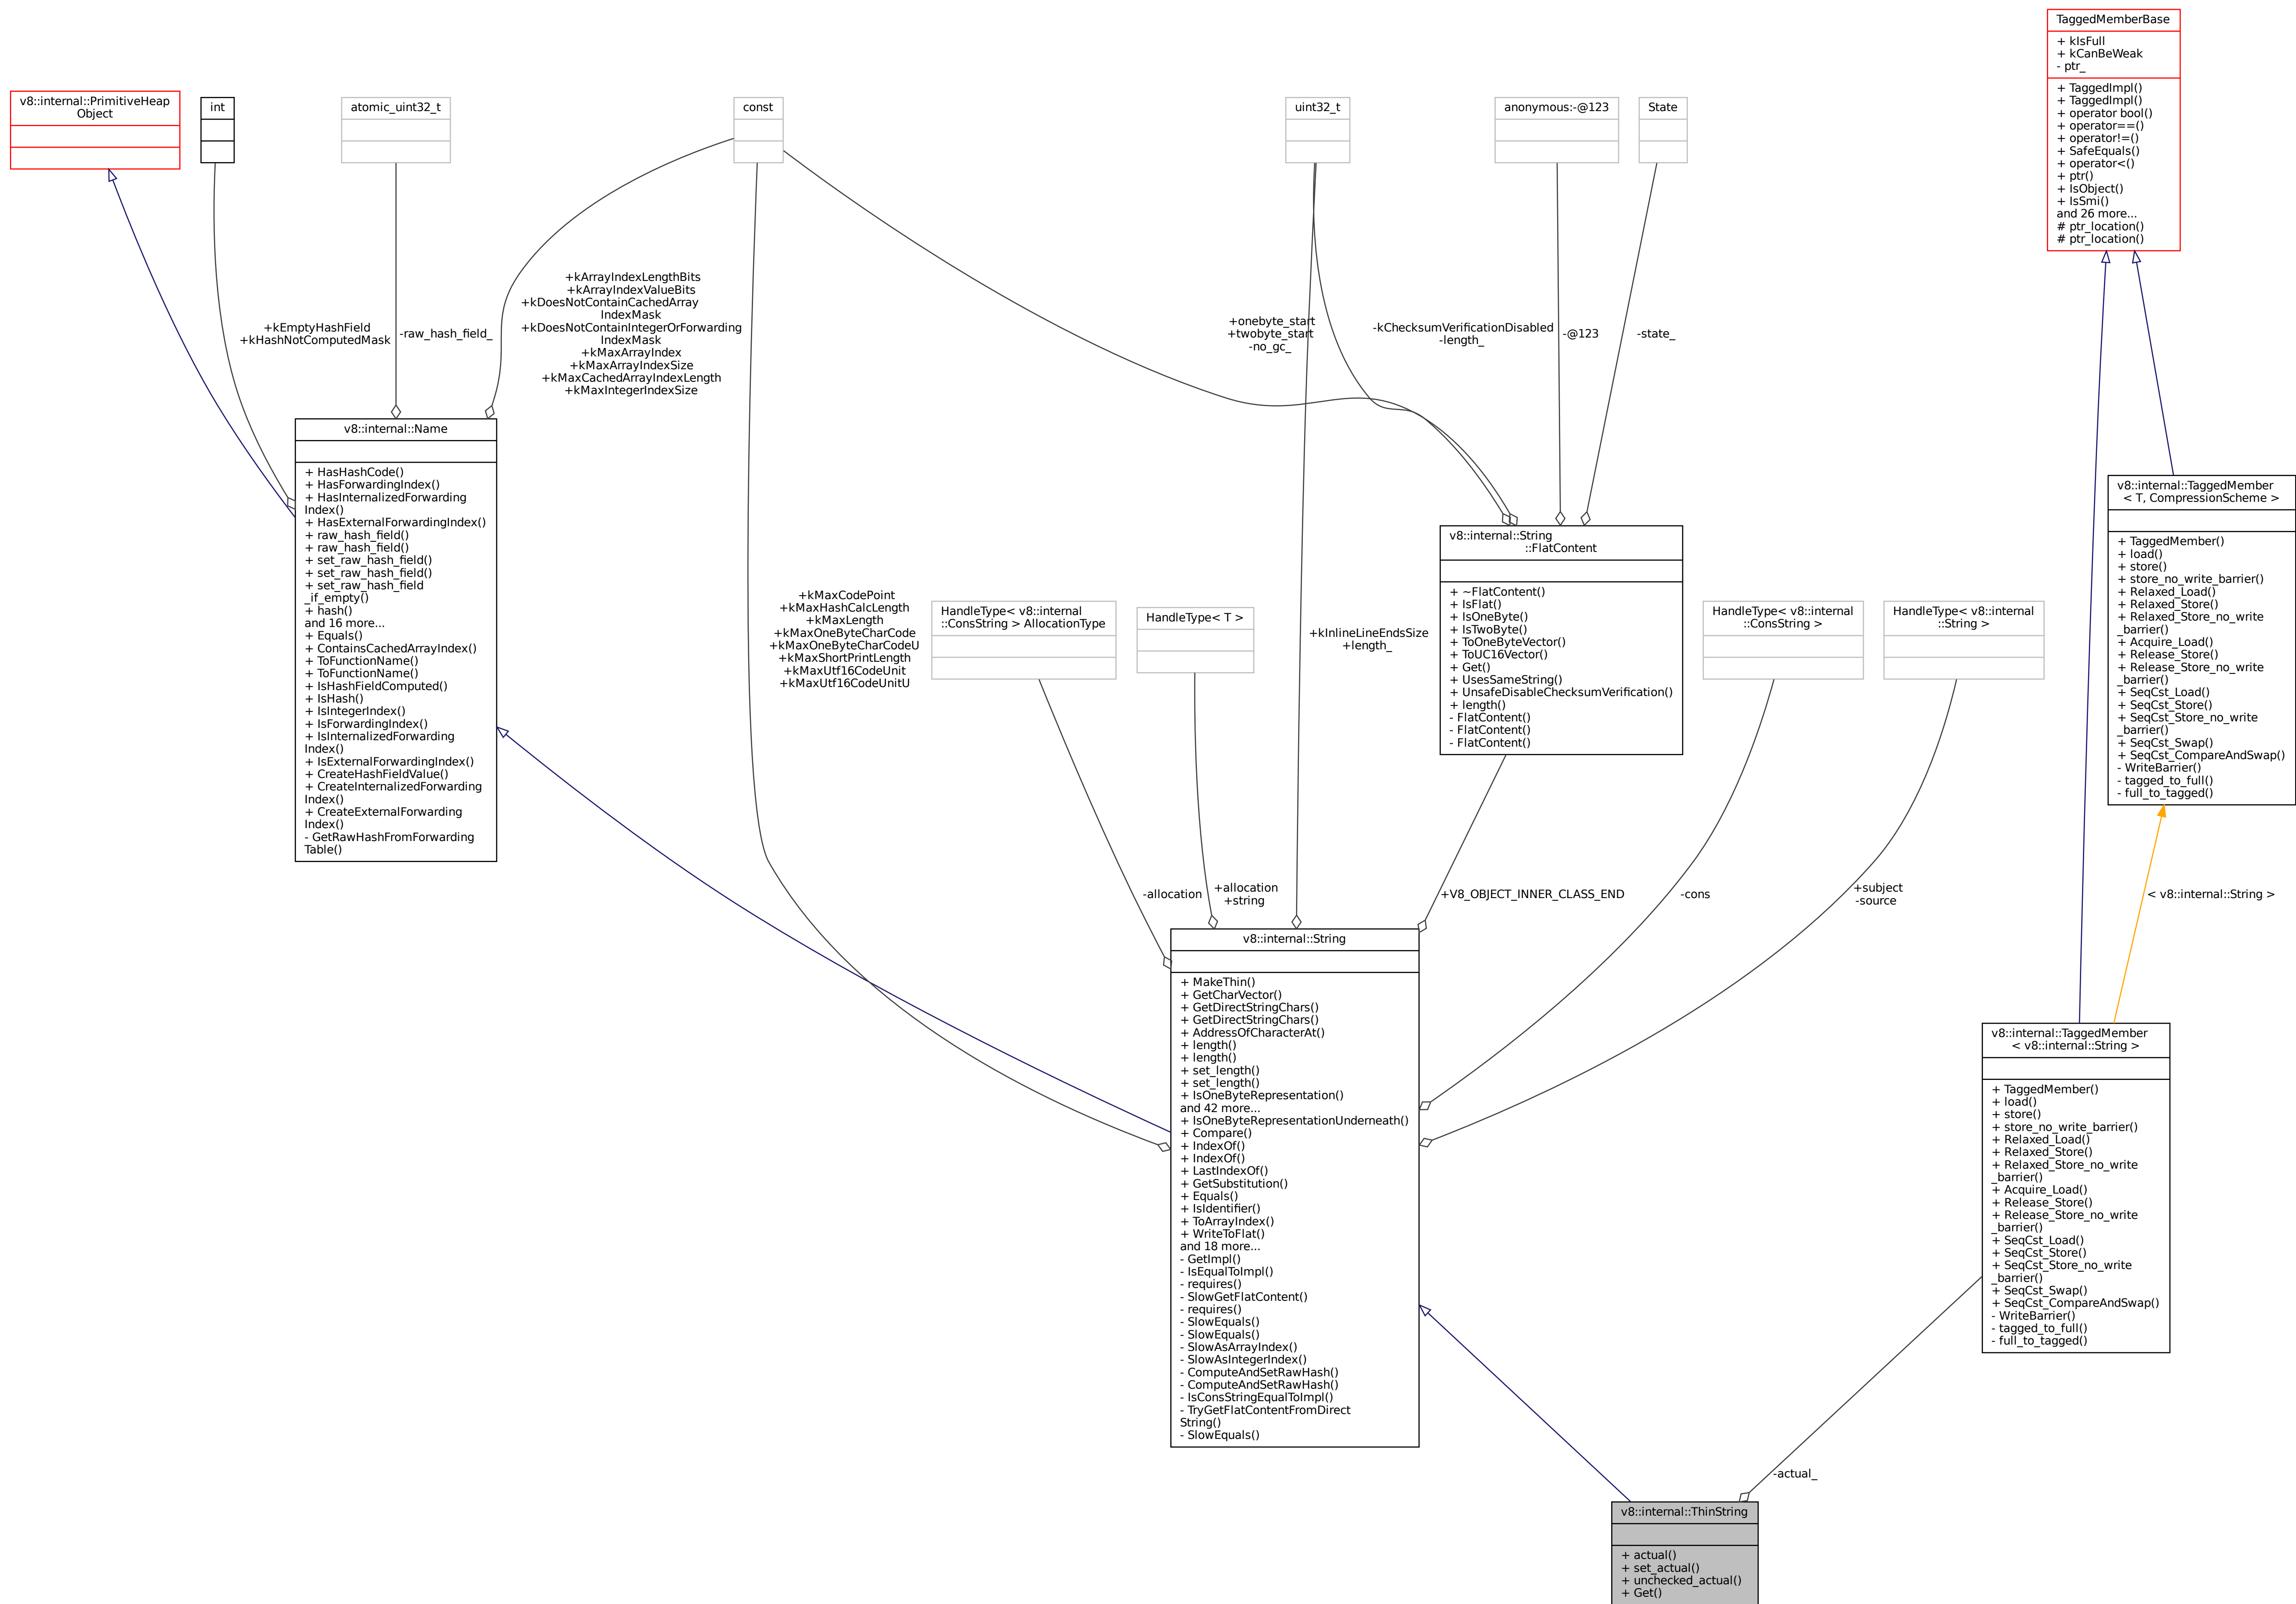 TaggedMemberBase
+ kIsFull
+ kCanBeWeak
- ptr_
+ TaggedImpl()
+ TaggedImpl()
+ operator bool()
+ operator==()
+ operator!=()
+ SafeEquals()
+ operator<()
+ ptr()
+ IsObject()
+ IsSmi()
and 26 more...
# ptr_location()
# ptr_location()
v8::internal::PrimitiveHeap
Object
int
atomic_uint32_t
const
uint32_t
anonymous:-@123
State
+kEmptyHashField
+kHashNotComputedMask
-raw_hash_field_
+kArrayIndexLengthBits
+kArrayIndexValueBits
+kDoesNotContainCachedArray
IndexMask
+kDoesNotContainIntegerOrForwarding
IndexMask
+kMaxArrayIndex
+kMaxArrayIndexSize
+kMaxCachedArrayIndexLength
+kMaxIntegerIndexSize
+onebyte_start
+twobyte_start
-no_gc_
-kChecksumVerificationDisabled
-length_
-@123
-state_
v8::internal::Name
+ HasHashCode()
+ HasForwardingIndex()
+ HasInternalizedForwarding
Index()
+ HasExternalForwardingIndex()
+ raw_hash_field()
+ raw_hash_field()
+ set_raw_hash_field()
+ set_raw_hash_field()
+ set_raw_hash_field
_if_empty()
+ hash()
and 16 more...
+ Equals()
+ ContainsCachedArrayIndex()
+ ToFunctionName()
+ ToFunctionName()
+ IsHashFieldComputed()
+ IsHash()
+ IsIntegerIndex()
+ IsForwardingIndex()
+ IsInternalizedForwarding
Index()
+ IsExternalForwardingIndex()
+ CreateHashFieldValue()
+ CreateInternalizedForwarding
Index()
+ CreateExternalForwarding
Index()
- GetRawHashFromForwarding
Table()
v8::internal::String
::FlatContent
+ ~FlatContent()
+ IsFlat()
+ IsOneByte()
+ IsTwoByte()
+ ToOneByteVector()
+ ToUC16Vector()
+ Get()
+ UsesSameString()
+ UnsafeDisableChecksumVerification()
+ length()
- FlatContent()
- FlatContent()
- FlatContent()
v8::internal::TaggedMember
< T, CompressionScheme >
+ TaggedMember()
+ load()
+ store()
+ store_no_write_barrier()
+ Relaxed_Load()
+ Relaxed_Store()
+ Relaxed_Store_no_write
_barrier()
+ Acquire_Load()
+ Release_Store()
+ Release_Store_no_write
_barrier()
+ SeqCst_Load()
+ SeqCst_Store()
+ SeqCst_Store_no_write
_barrier()
+ SeqCst_Swap()
+ SeqCst_CompareAndSwap()
- WriteBarrier()
- tagged_to_full()
- full_to_tagged()
+kMaxCodePoint
+kMaxHashCalcLength
+kMaxLength
+kMaxOneByteCharCode
+kMaxOneByteCharCodeU
+kMaxShortPrintLength
+kMaxUtf16CodeUnit
+kMaxUtf16CodeUnitU
HandleType< v8::internal
::ConsString > AllocationType
HandleType< T >
+kInlineLineEndsSize
+length_
HandleType< v8::internal
::ConsString >
HandleType< v8::internal
::String >
-allocation
+allocation
+string
+V8_OBJECT_INNER_CLASS_END
-cons
+subject
-source
< v8::internal::String >
v8::internal::String
+ MakeThin()
+ GetCharVector()
+ GetDirectStringChars()
+ GetDirectStringChars()
+ AddressOfCharacterAt()
+ length()
+ length()
+ set_length()
+ set_length()
+ IsOneByteRepresentation()
and 42 more...
+ IsOneByteRepresentationUnderneath()
+ Compare()
+ IndexOf()
+ IndexOf()
+ LastIndexOf()
+ GetSubstitution()
+ Equals()
+ IsIdentifier()
+ ToArrayIndex()
+ WriteToFlat()
and 18 more...
- GetImpl()
- IsEqualToImpl()
- requires()
- SlowGetFlatContent()
- requires()
- SlowEquals()
- SlowEquals()
- SlowAsArrayIndex()
- SlowAsIntegerIndex()
- ComputeAndSetRawHash()
- ComputeAndSetRawHash()
- IsConsStringEqualToImpl()
- TryGetFlatContentFromDirect
String()
- SlowEquals()
v8::internal::TaggedMember
< v8::internal::String >
+ TaggedMember()
+ load()
+ store()
+ store_no_write_barrier()
+ Relaxed_Load()
+ Relaxed_Store()
+ Relaxed_Store_no_write
_barrier()
+ Acquire_Load()
+ Release_Store()
+ Release_Store_no_write
_barrier()
+ SeqCst_Load()
+ SeqCst_Store()
+ SeqCst_Store_no_write
_barrier()
+ SeqCst_Swap()
+ SeqCst_CompareAndSwap()
- WriteBarrier()
- tagged_to_full()
- full_to_tagged()
-actual_
v8::internal::ThinString
+ actual()
+ set_actual()
+ unchecked_actual()
+ Get()